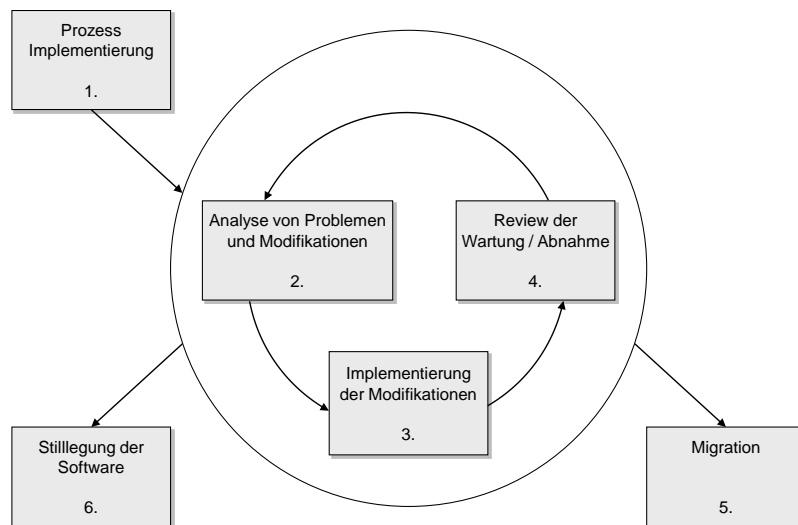 Prozess
Implementierung
1.
Analyse von Problemen
und Modifikationen
2.
Review der
Wartung / Abnahme
4.
Implementierung
der Modifikationen
3.
Stilllegung der
Software
6.
Migration
5.